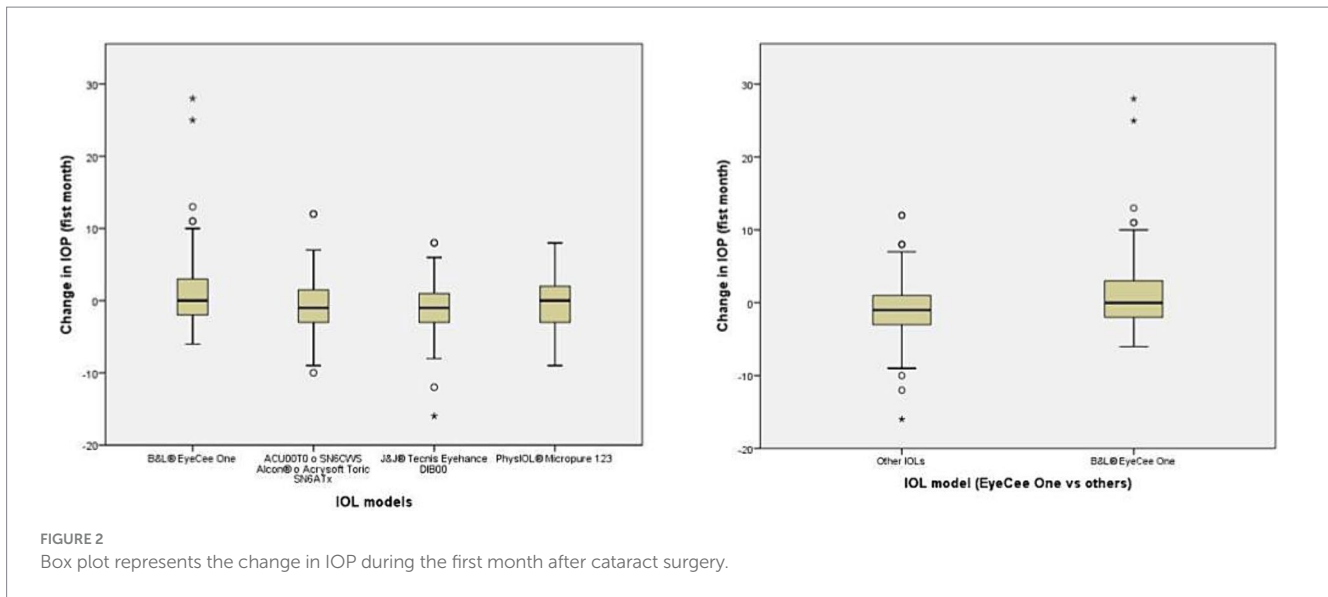 30
20
10
0
-10
-20
Change in IOP (fist month)
B&L® EyeCee One
ACU00T0 o SN6CWS
Alcon® o Acrysoft Toric
SN6ATx
J&J® Tecnis Eyehance
DIB00
PhysIOL® Micropure 123
IOL models
30
20
10
0
-10
-20
Change in IOP (fist month)
Other IOLs
B&L® EyeCee One
IOL model (EyeCee One vs others)
FIGURE 2
Box plot represents the change in IOP during the first month after cataract surgery.